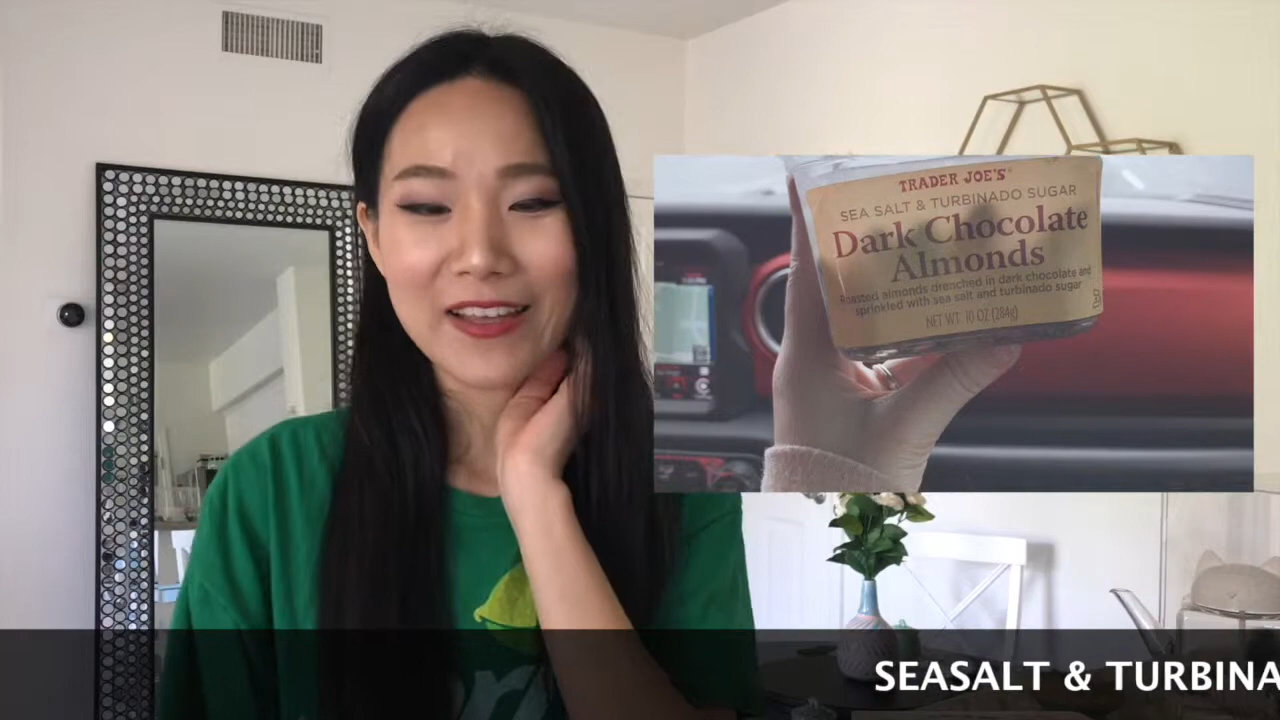 TRADER JOE'S
SEA SALT & TURBINADO SUGAR
Dark Chocolate
Almonds
Roasted almonds drenched in dark chocolate and
sprinkled with sea salt and turbinado sugar
NET WT. 10 OZ (284g)
SEASALT & TURBINA